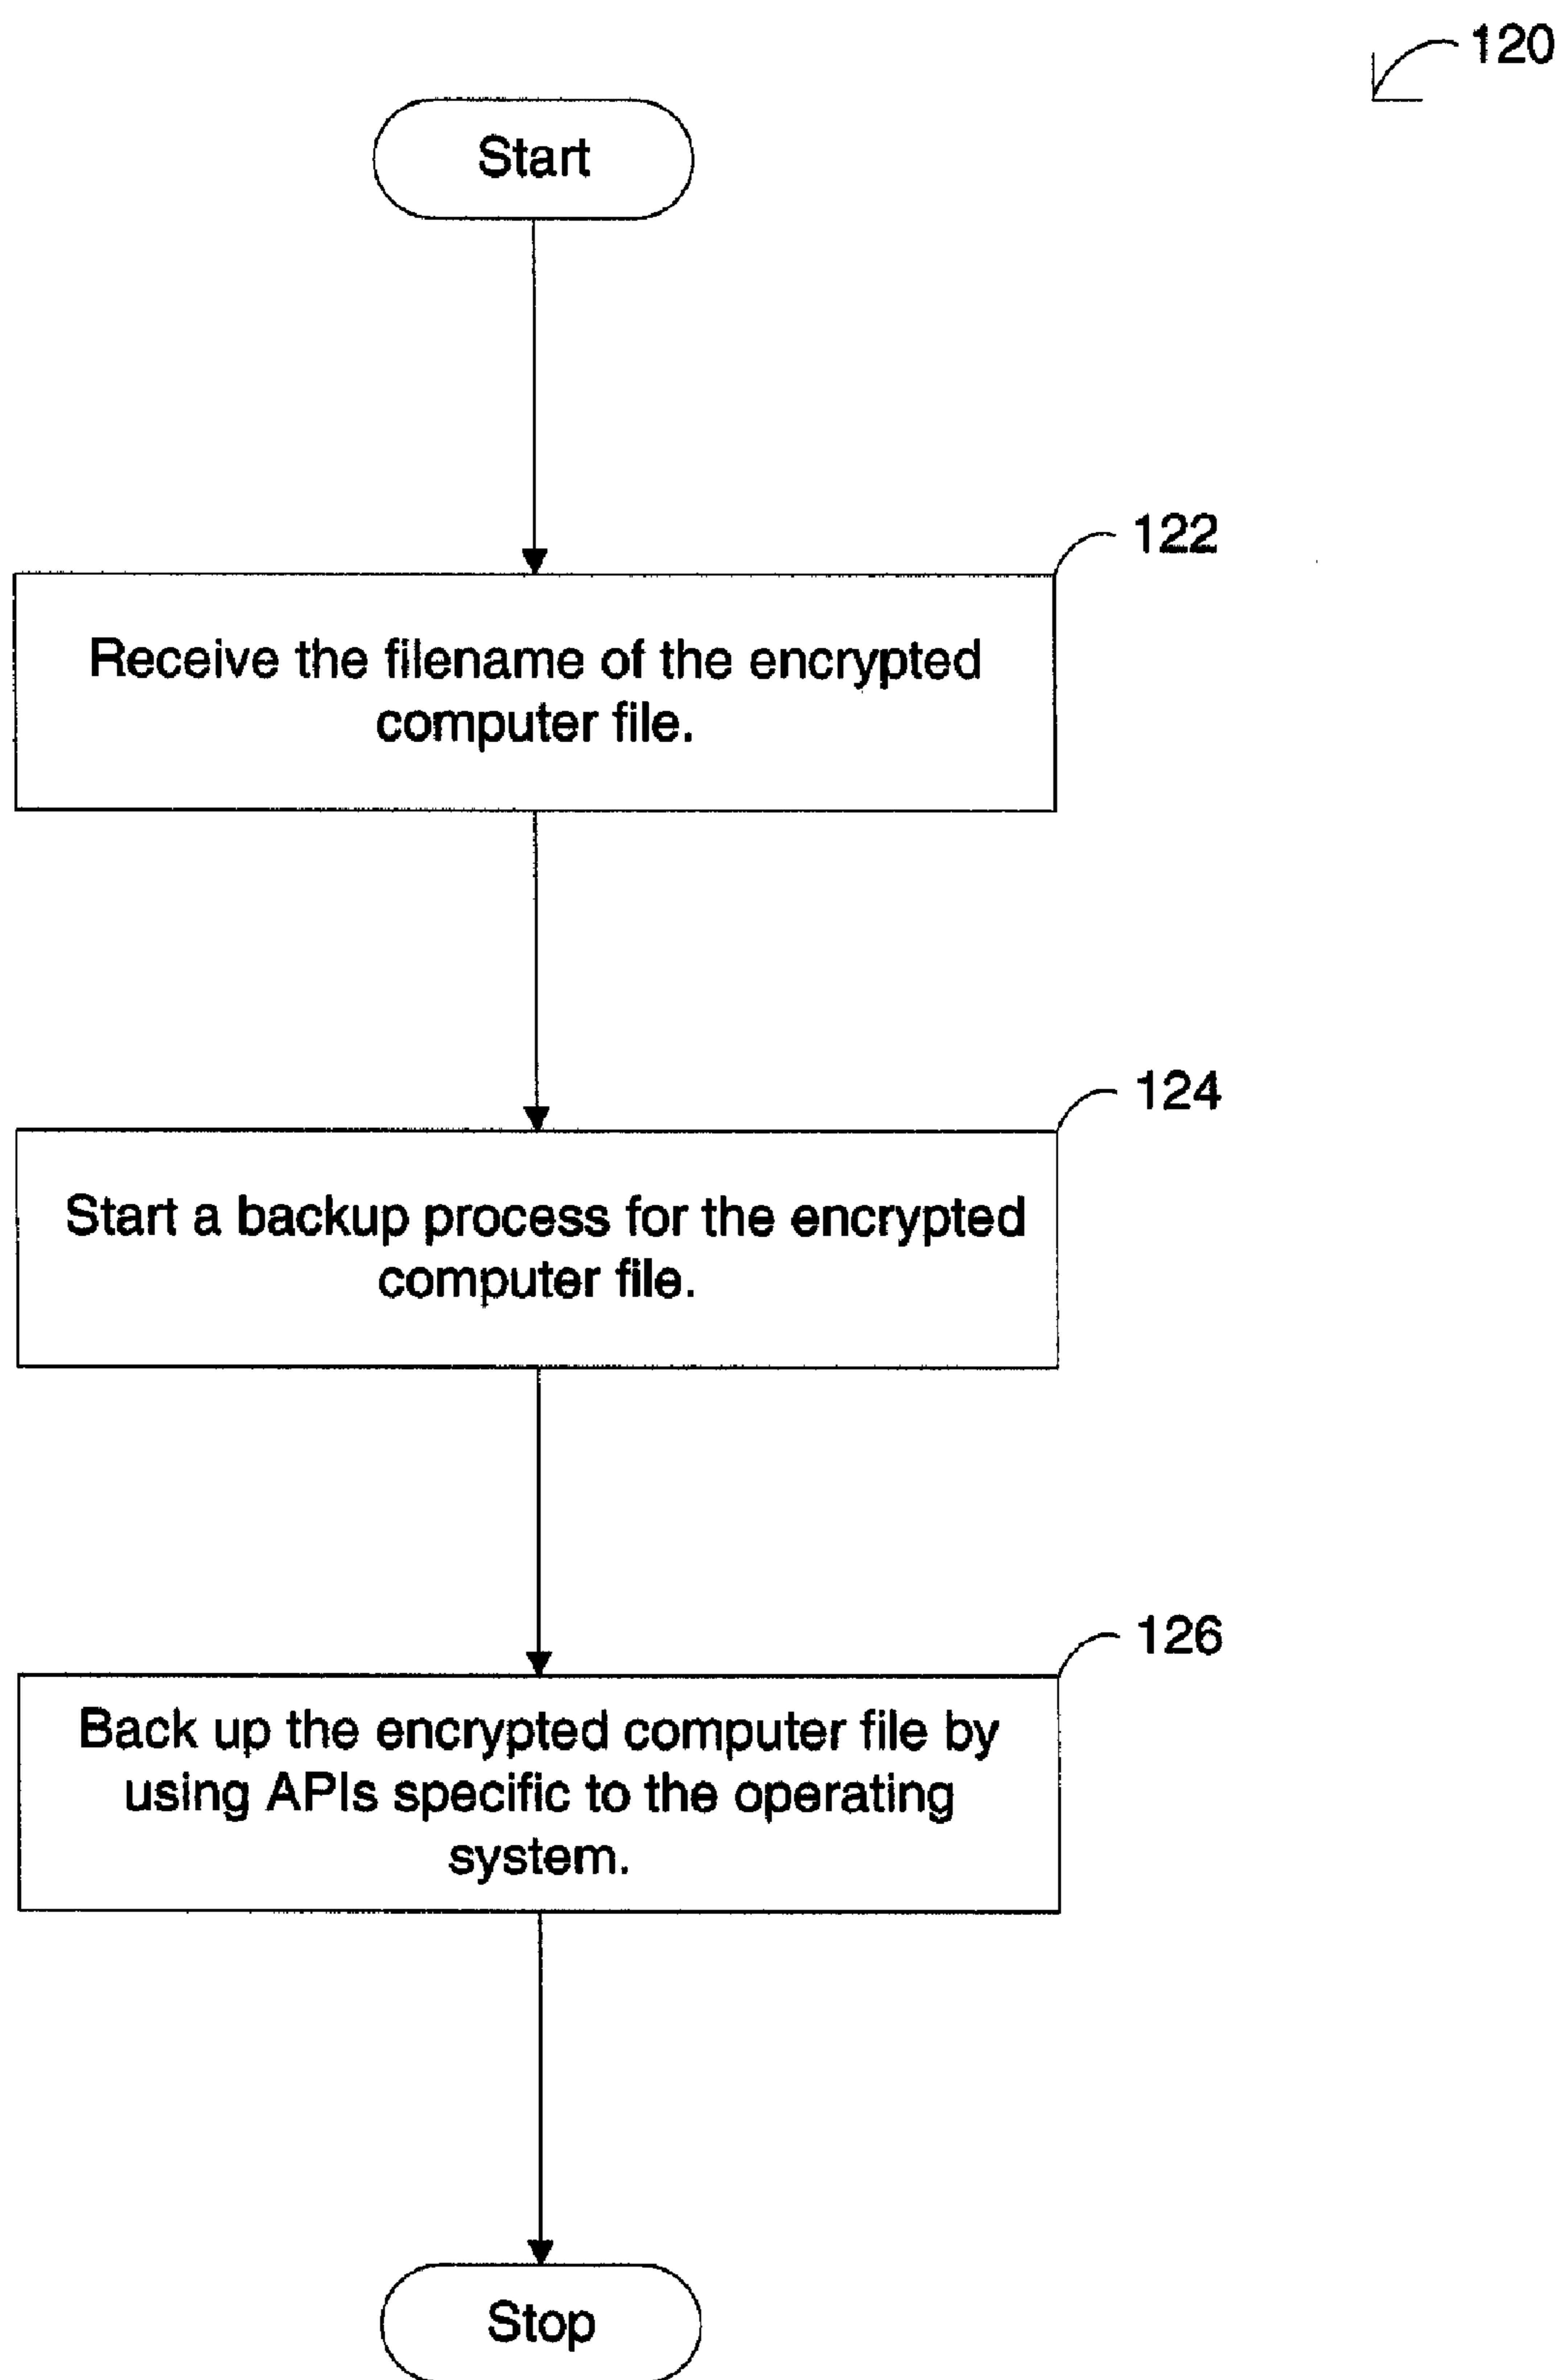 120
Start
122
Receive the filename of the encrypted
computer file.
124
Start a backup process for the encrypted
computer file.
126
Back up the encrypted computer file by
using APIs specific to the operating
system.
Stop